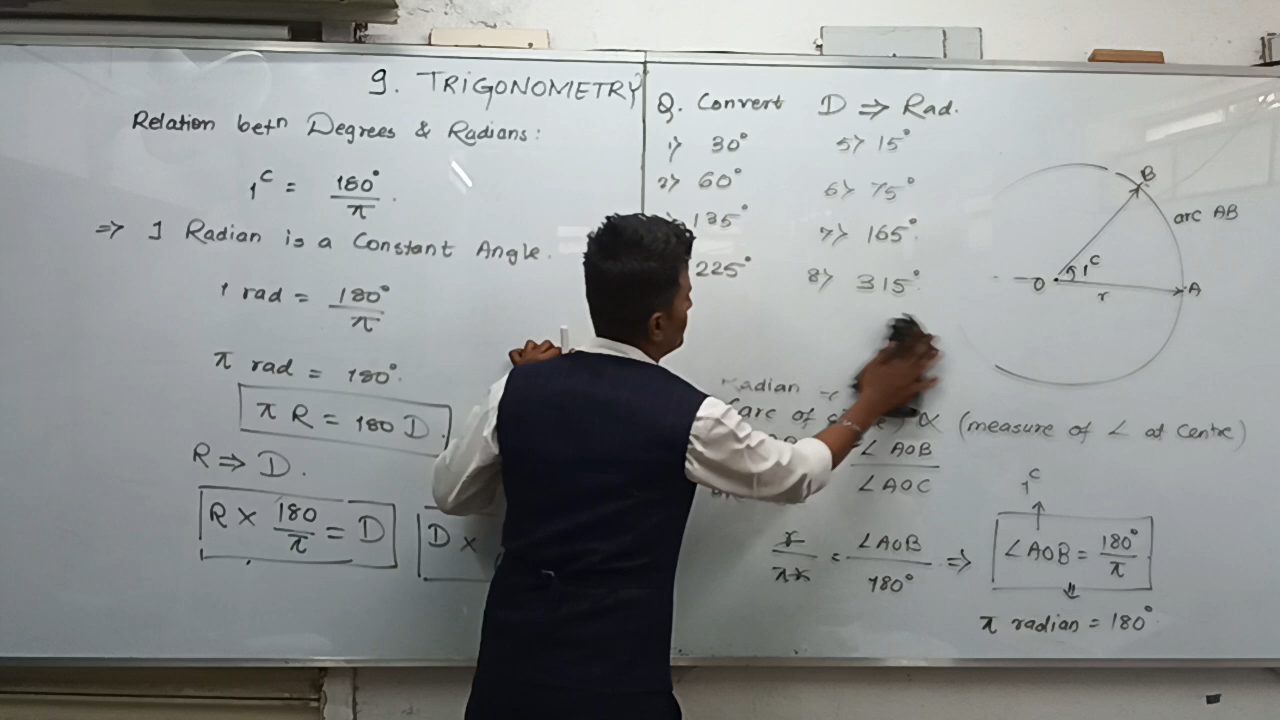 9. TRIGONOMETRY
Relation betn Degrees & Radians:
1ᶜ = 180°/π.
⇒ 1 Radian is a Constant Angle.
1 rad = 180°/π
π rad = 180°.
π R = 180 D.
R ⇒ D.
R × 180/π = D
D ×
Q. Convert D ⇒ Rad.
1> 30°
2> 60°
135°
225°
5> 15°
6> 75°
7> 165°.
8> 315°.
B
arc AB
O
1ᶜ
r
A
Radian ⇒
(arc of ∝ (measure of ∠ at Centre)
= ∠AOB/∠AOC
r/πr = ∠AOB/180° ⇒ ∠AOB = 180°/π
1ᶜ
π radian = 180°